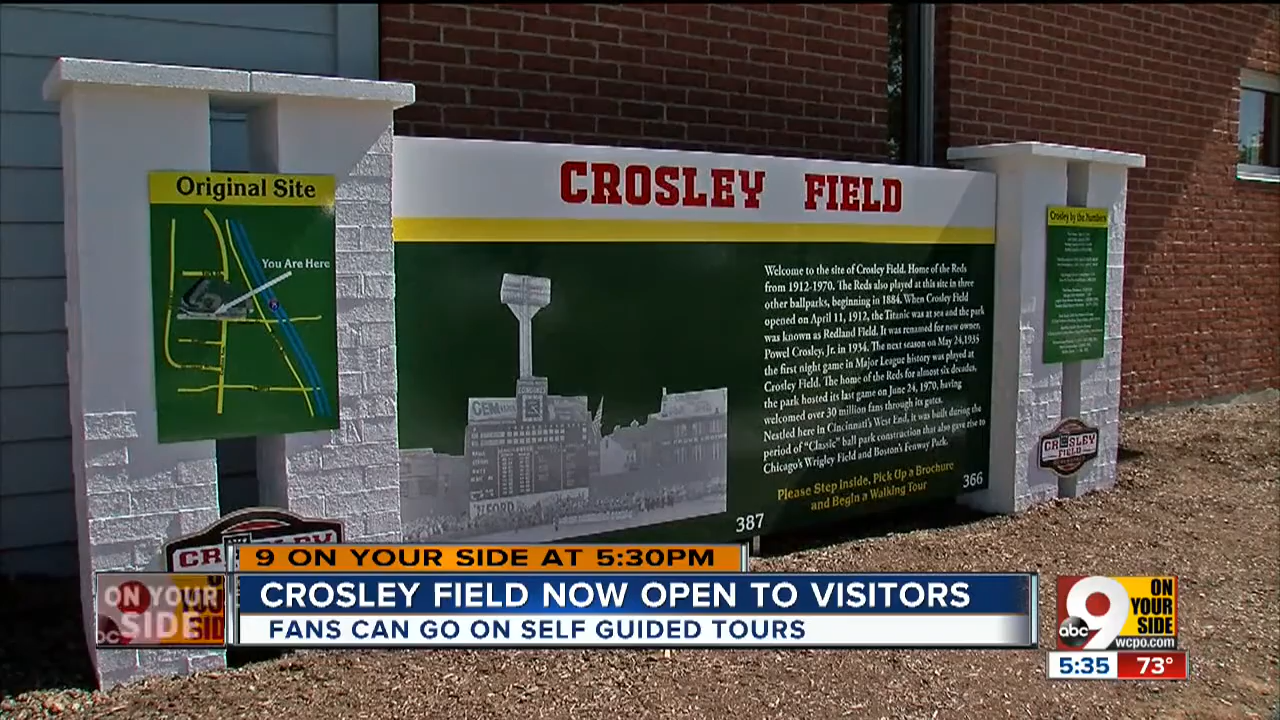 Original Site
You Are Here
CROSLEY FIELD
Welcome to the site of Crosley Field. Home of the Reds
from 1912-1970. The Reds also played at this site in three
other ballparks, beginning in 1884. When Crosley Field
opened on April 11, 1912, the Titanic was at sea and the park
was known as Redland Field. It was renamed for new owner,
Powel Crosley, Jr. in 1934. The next season on May 24,1935
the first night game in Major League history was played at
Crosley Field. The home of the Reds for almost six decades,
the park hosted its last game on June 24, 1970, having
welcomed over 30 million fans through its gates.
Nestled here in Cincinnati's West End, it was built during the
period of "Classic" ball park construction that also gave rise to
Chicago's Wrigley Field and Boston's Fenway Park.
Please Step Inside, Pick Up a Brochure
and Begin a Walking Tour
387
366
GEM
FORD
Crosley by the Numbers
CROSLEY
FIELD
CROSLEY
9 ON YOUR SIDE AT 5:30PM
CROSLEY FIELD NOW OPEN TO VISITORS
FANS CAN GO ON SELF GUIDED TOURS
ON YOUR
SIDE
abc 9
ON
YOUR
SIDE
wcpo.com
5:35 73°